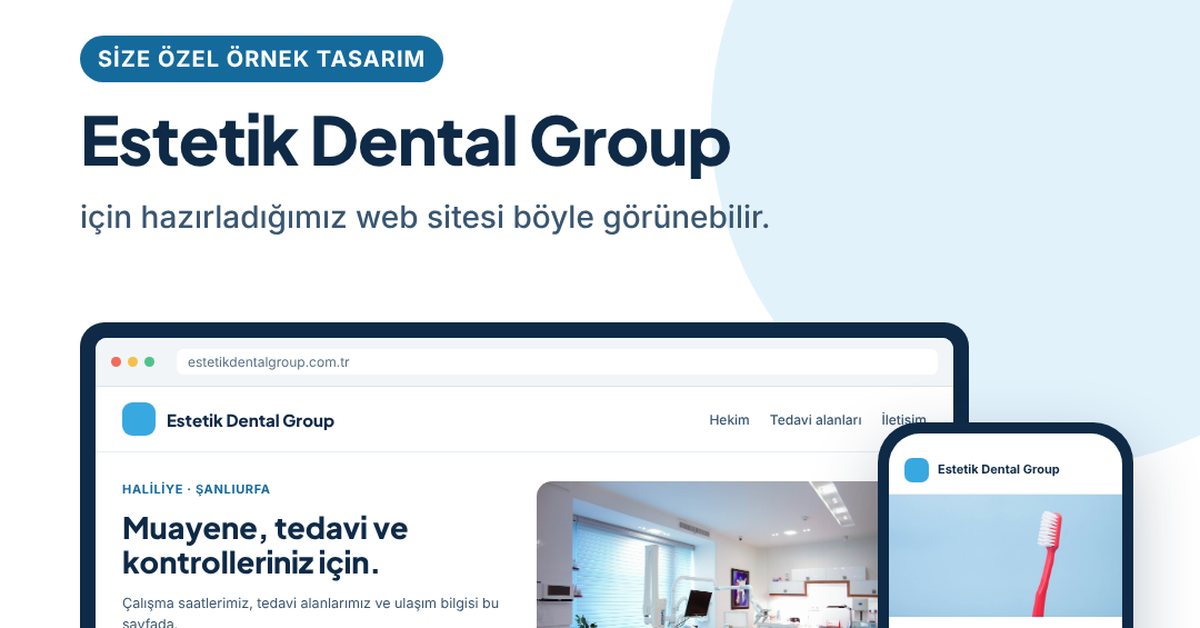 SİZE ÖZEL ÖRNEK TASARIM
Estetik Dental Group
için hazırladığımız web sitesi böyle görünebilir.
estetikdentalgroup.com.tr
Estetik Dental Group
Hekim Tedavi alanları İletişim
Estetik Dental Group
HALİLİYE · ŞANLIURFA
Muayene, tedavi ve
kontrolleriniz için.
Çalışma saatlerimiz, tedavi alanlarımız ve ulaşım bilgisi bu
sayfada.